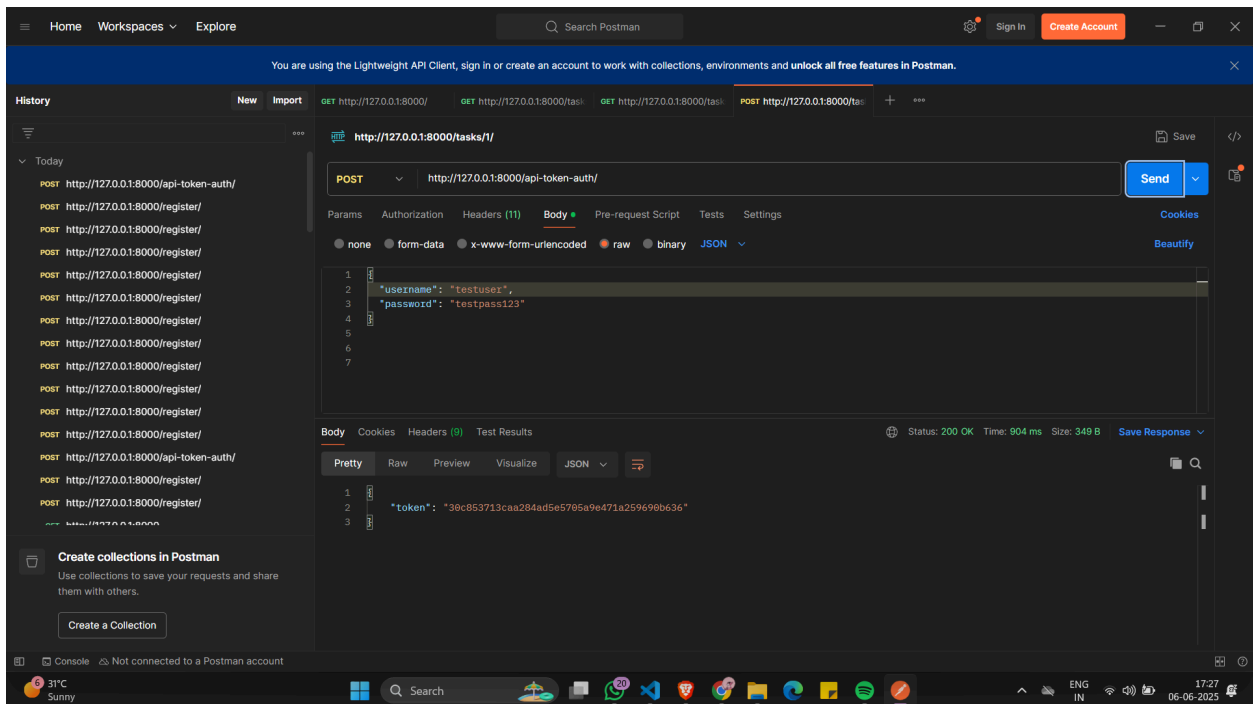 Home Workspaces Explore Search Postman Sign In Create Account
You are using the Lightweight API Client, sign in or create an account to work with collections, environments and unlock all free features in Postman.
History New Import
GET http://127.0.0.1:8000/ GET http://127.0.0.1:8000/task GET http://127.0.0.1:8000/task POST http://127.0.0.1:8000/tas
HTTP http://127.0.0.1:8000/tasks/1/ Save
Today
POST http://127.0.0.1:8000/api-token-auth/
POST http://127.0.0.1:8000/register/
POST http://127.0.0.1:8000/register/
POST http://127.0.0.1:8000/register/
POST http://127.0.0.1:8000/register/
POST http://127.0.0.1:8000/register/
POST http://127.0.0.1:8000/register/
POST http://127.0.0.1:8000/register/
POST http://127.0.0.1:8000/register/
POST http://127.0.0.1:8000/register/
POST http://127.0.0.1:8000/register/
POST http://127.0.0.1:8000/register/
POST http://127.0.0.1:8000/api-token-auth/
POST http://127.0.0.1:8000/register/
POST http://127.0.0.1:8000/register/
GET http://127.0.0.1:8000
Create collections in Postman
Use collections to save your requests and share
them with others.
Create a Collection
POST http://127.0.0.1:8000/api-token-auth/ Send
Params Authorization Headers (11) Body Pre-request Script Tests Settings Cookies
none form-data x-www-form-urlencoded raw binary JSON Beautify
1 {
2 "username": "testuser",
3 "password": "testpass123"
4 }
5
6
7
Body Cookies Headers (9) Test Results Status: 200 OK Time: 904 ms Size: 349 B Save Response
Pretty Raw Preview Visualize JSON
1 {
2 "token": "30c853713caa284ad5e5705a9e471a259690b636"
3 }
Console Not connected to a Postman account
6 31°C
Sunny
Search
20
ENG
IN
17:27
06-06-2025